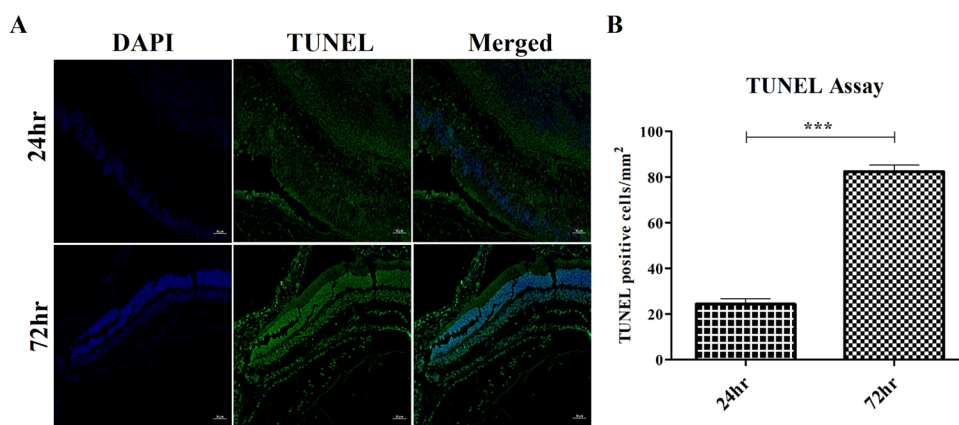 A
DAPI
TUNEL
Merged
24hr
72hr
B
TUNEL Assay
***
TUNEL positive cells/mm²
100
80
60
40
20
0
24hr
72hr